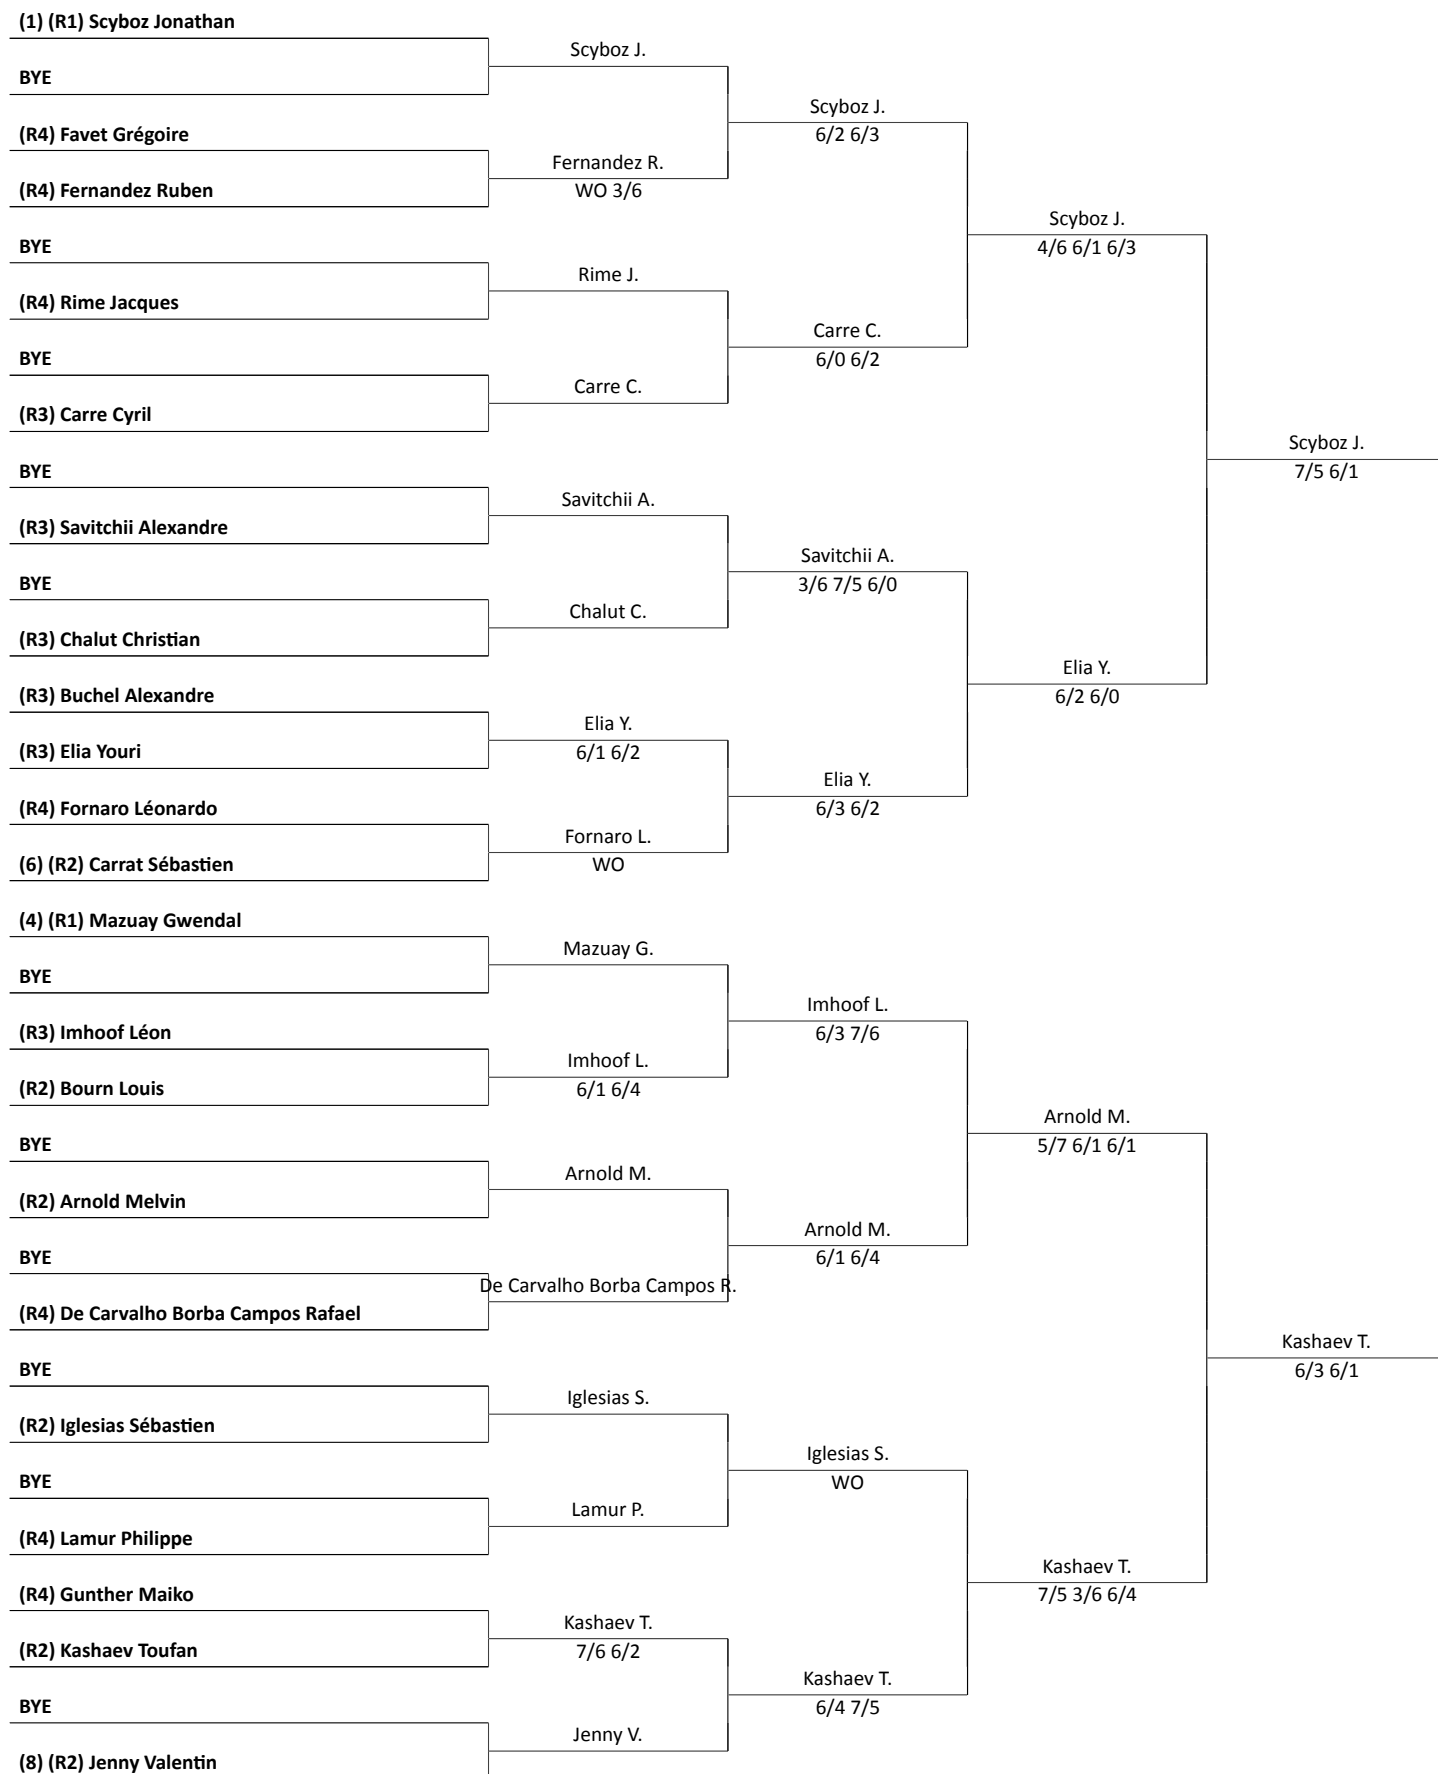 (1) (R1) Scyboz Jonathan
Scyboz J.
BYE
Scyboz J.
6/2 6/3
(R4) Favet Grégoire
Fernandez R.
WO 3/6
(R4) Fernandez Ruben
Scyboz J.
4/6 6/1 6/3
BYE
Rime J.
(R4) Rime Jacques
Carre C.
6/0 6/2
BYE
Carre C.
(R3) Carre Cyril
Scyboz J.
7/5 6/1
BYE
Savitchii A.
(R3) Savitchii Alexandre
Savitchii A.
3/6 7/5 6/0
BYE
Chalut C.
(R3) Chalut Christian
Elia Y.
6/2 6/0
(R3) Buchel Alexandre
Elia Y.
6/1 6/2
(R3) Elia Youri
Elia Y.
6/3 6/2
(R4) Fornaro Léonardo
Fornaro L.
WO
(6) (R2) Carrat Sébastien
(4) (R1) Mazuay Gwendal
Mazuay G.
BYE
Imhoof L.
6/3 7/6
(R3) Imhoof Léon
Imhoof L.
6/1 6/4
(R2) Bourn Louis
Arnold M.
5/7 6/1 6/1
BYE
Arnold M.
(R2) Arnold Melvin
Arnold M.
6/1 6/4
BYE
De Carvalho Borba Campos R.
(R4) De Carvalho Borba Campos Rafael
Kashaev T.
6/3 6/1
BYE
Iglesias S.
(R2) Iglesias Sébastien
Iglesias S.
WO
BYE
Lamur P.
(R4) Lamur Philippe
Kashaev T.
7/5 3/6 6/4
(R4) Gunther Maiko
Kashaev T.
7/6 6/2
(R2) Kashaev Toufan
Kashaev T.
6/4 7/5
BYE
Jenny V.
(8) (R2) Jenny Valentin